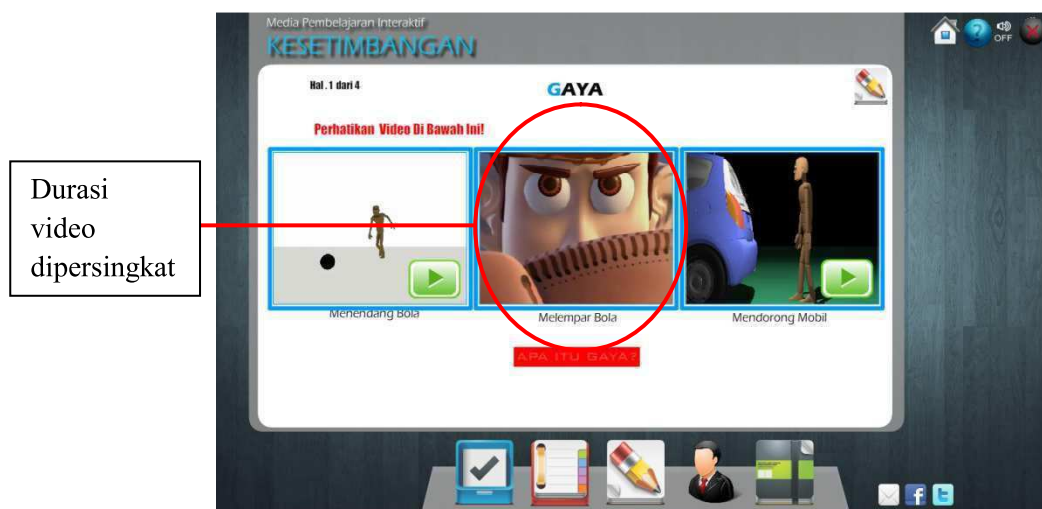 Media Pembelajaran Interaktif
KESETIMBANGAN
OFF
Hal . 1 dari 4
GAYA
Perhatikan Video Di Bawah Ini!
Durasi
video
dipersingkat
Menendang Bola
Melempar Bola
Mendorong Mobil
APA ITU GAYA?